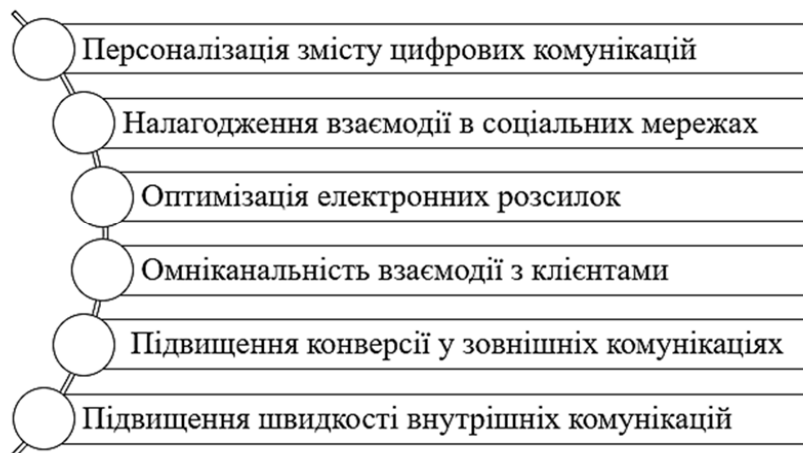 Персоналізація змісту цифрових комунікацій
Налагодження взаємодії в соціальних мережах
Оптимізація електронних розсилок
Омніканальність взаємодії з клієнтами
Підвищення конверсії у зовнішніх комунікаціях
Підвищення швидкості внутрішніх комунікацій